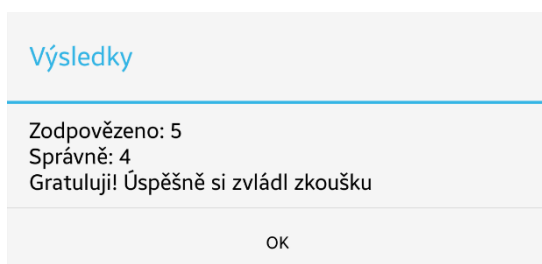 Výsledky
Zodpovězeno: 5
Správně: 4
Gratuluji! Úspěšně si zvládl zkoušku
OK